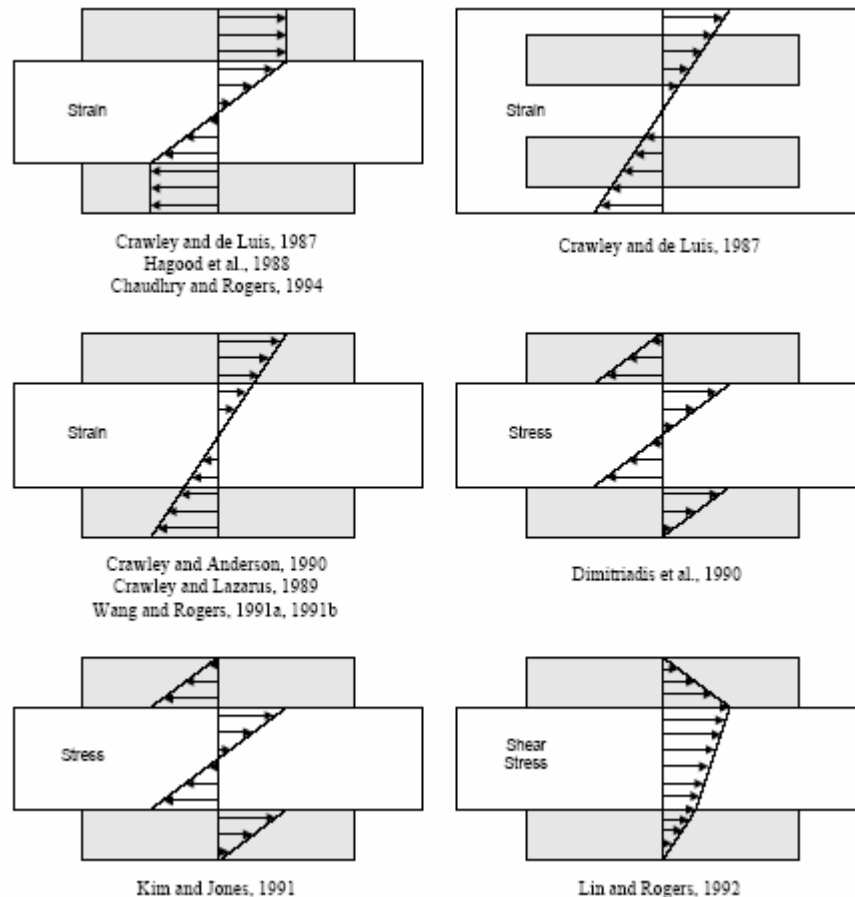 Strain
Strain
Crawley and de Luis, 1987
Hagood et al., 1988
Chaudhry and Rogers, 1994
Crawley and de Luis, 1987
Strain
Stress
Crawley and Anderson, 1990
Crawley and Lazarus, 1989
Wang and Rogers, 1991a, 1991b
Dimitriadis et al., 1990
Stress
Shear
Stress
Kim and Jones, 1991
Lin and Rogers, 1992